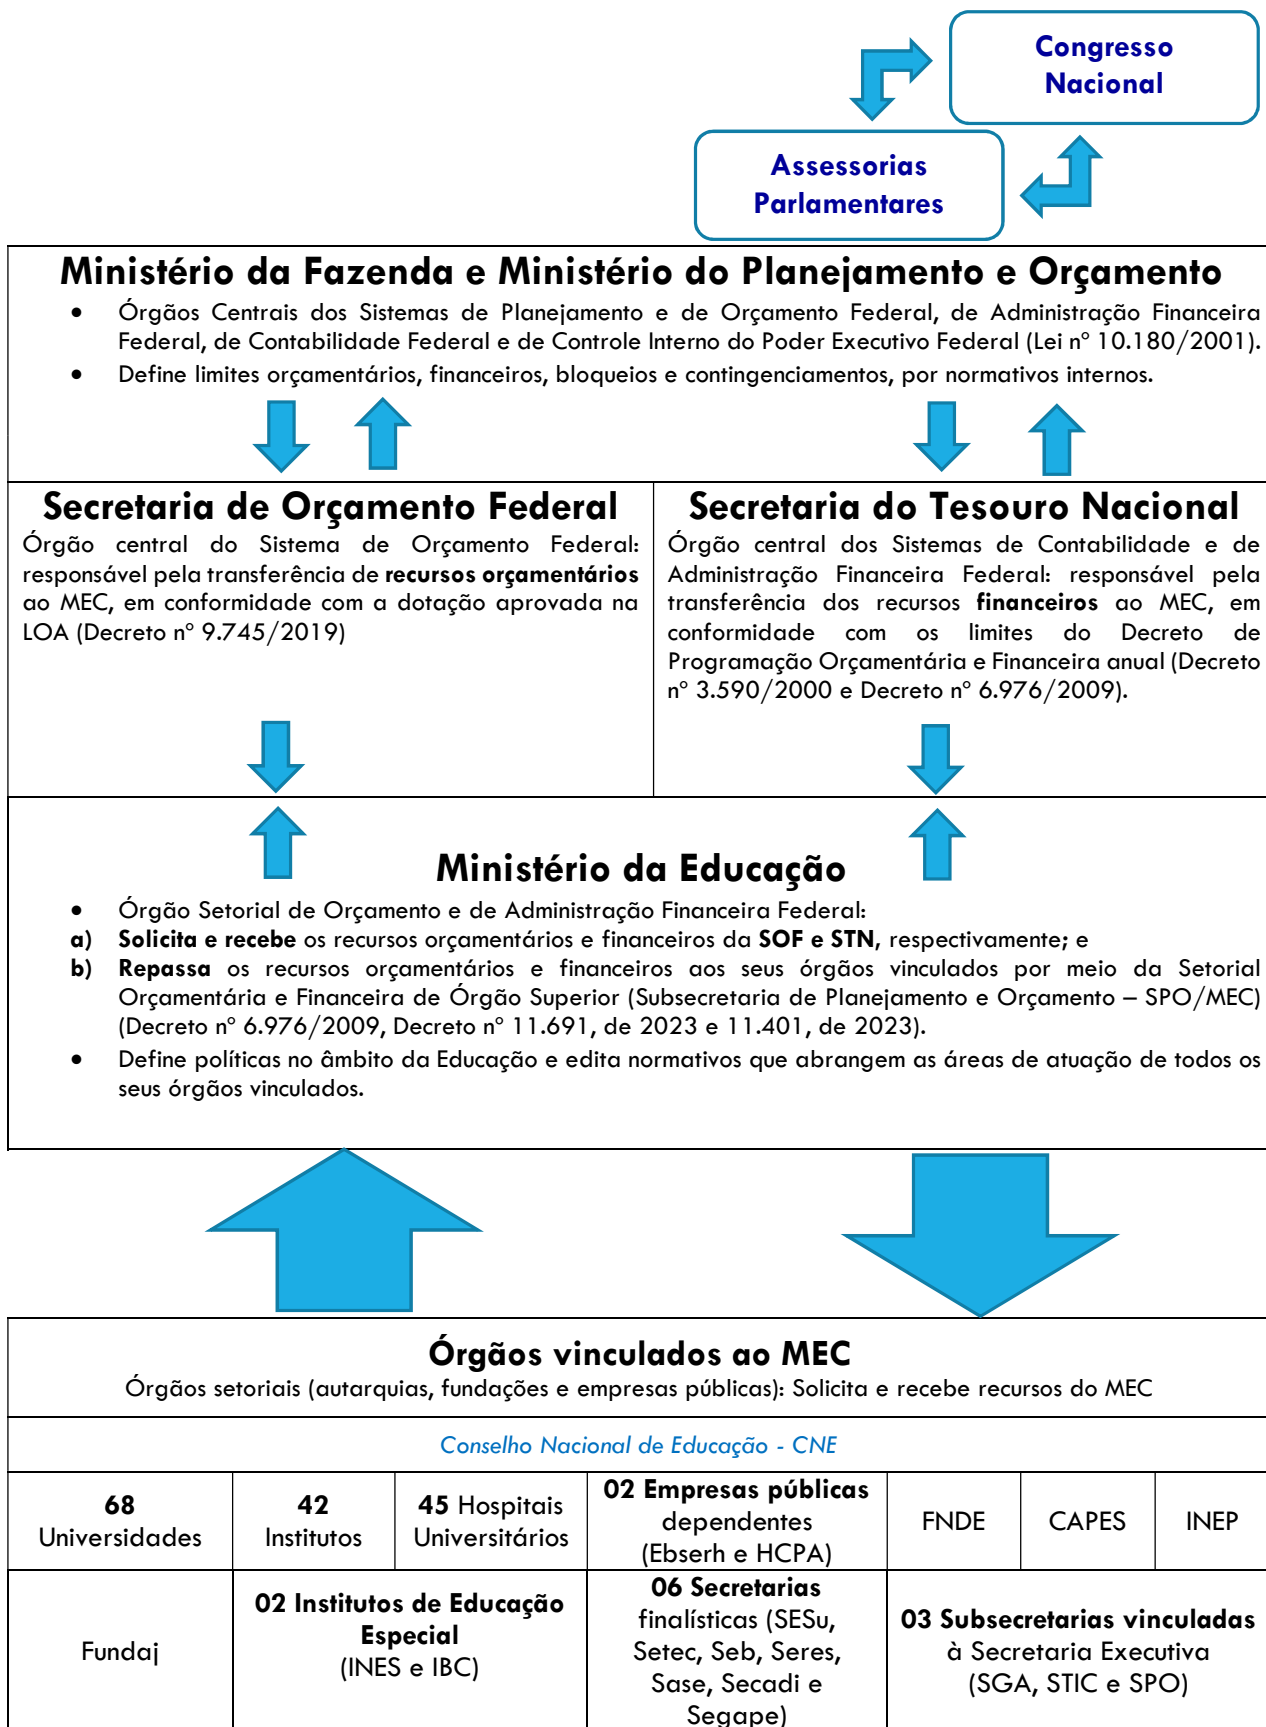 Congresso
Nacional
Assessorias
Parlamentares
Ministério da Fazenda e Ministério do Planejamento e Orçamento
• Órgãos Centrais dos Sistemas de Planejamento e de Orçamento Federal, de Administração Financeira
Federal, de Contabilidade Federal e de Controle Interno do Poder Executivo Federal (Lei nº 10.180/2001).
• Define limites orçamentários, financeiros, bloqueios e contingenciamentos, por normativos internos.
Secretaria de Orçamento Federal
Órgão central do Sistema de Orçamento Federal:
responsável pela transferência de recursos orçamentários
ao MEC, em conformidade com a dotação aprovada na
LOA (Decreto nº 9.745/2019)
Secretaria do Tesouro Nacional
Órgão central dos Sistemas de Contabilidade e de
Administração Financeira Federal: responsável pela
transferência dos recursos financeiros ao MEC, em
conformidade com os limites do Decreto de
Programação Orçamentária e Financeira anual (Decreto
nº 3.590/2000 e Decreto nº 6.976/2009).
Ministério da Educação
• Órgão Setorial de Orçamento e de Administração Financeira Federal:
a) Solicita e recebe os recursos orçamentários e financeiros da SOF e STN, respectivamente; e
b) Repassa os recursos orçamentários e financeiros aos seus órgãos vinculados por meio da Setorial
Orçamentária e Financeira de Órgão Superior (Subsecretaria de Planejamento e Orçamento – SPO/MEC)
(Decreto nº 6.976/2009, Decreto nº 11.691, de 2023 e 11.401, de 2023).
• Define políticas no âmbito da Educação e edita normativos que abrangem as áreas de atuação de todos os
seus órgãos vinculados.
Órgãos vinculados ao MEC
Órgãos setoriais (autarquias, fundações e empresas públicas): Solicita e recebe recursos do MEC
Conselho Nacional de Educação - CNE
68
Universidades
42
Institutos
45 Hospitais
Universitários
02 Empresas públicas
dependentes
(Ebserh e HCPA)
FNDE
CAPES
INEP
Fundaj
02 Institutos de Educação
Especial
(INES e IBC)
06 Secretarias
finalísticas (SESu,
Setec, Seb, Seres,
Sase, Secadi e
Segape)
03 Subsecretarias vinculadas
à Secretaria Executiva
(SGA, STIC e SPO)